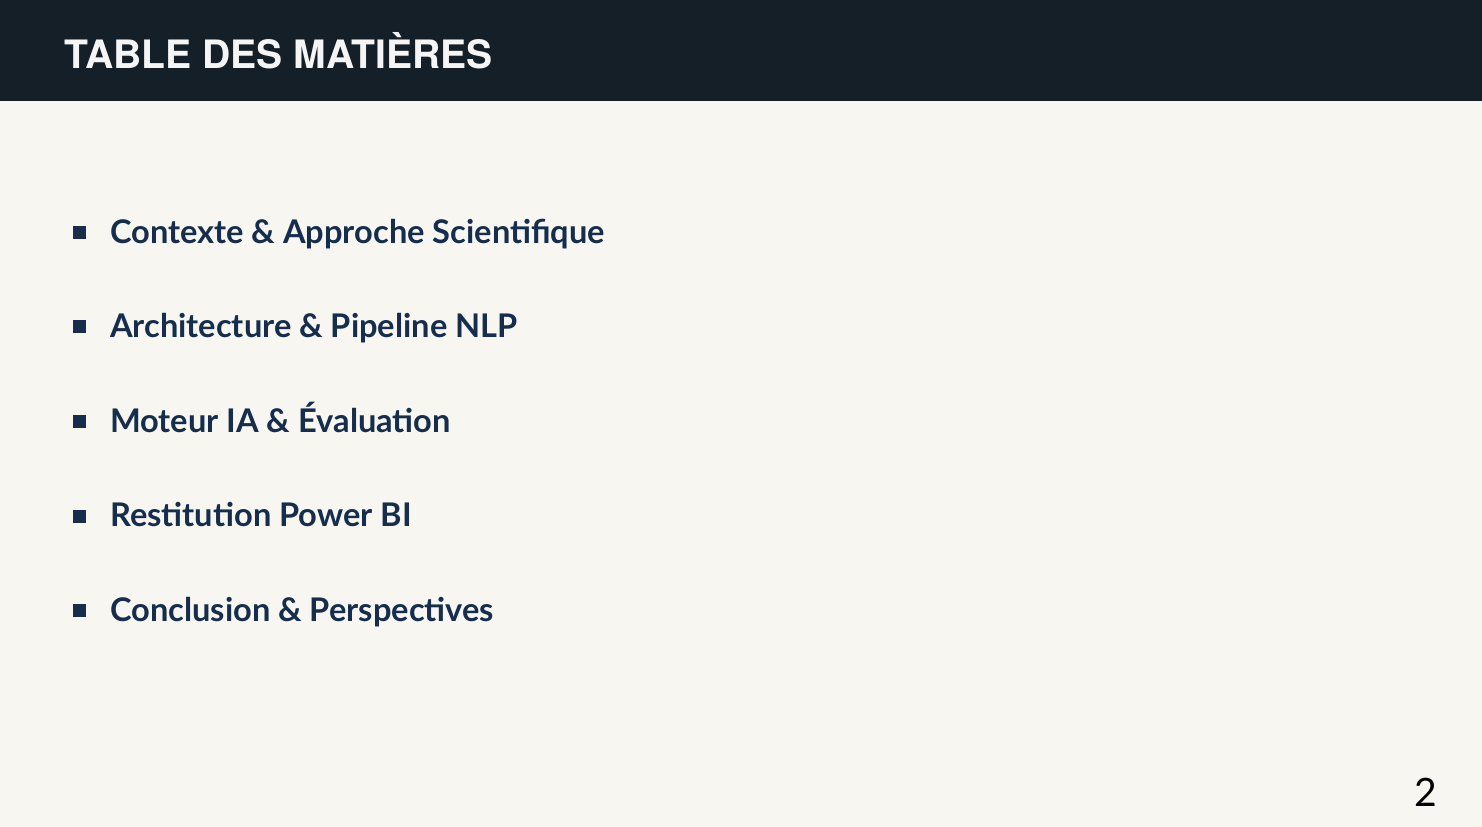 TABLE DES MATIÈRES
▪ Contexte & Approche Scientifique
▪ Architecture & Pipeline NLP
▪ Moteur IA & Évaluation
▪ Restitution Power BI
▪ Conclusion & Perspectives
2